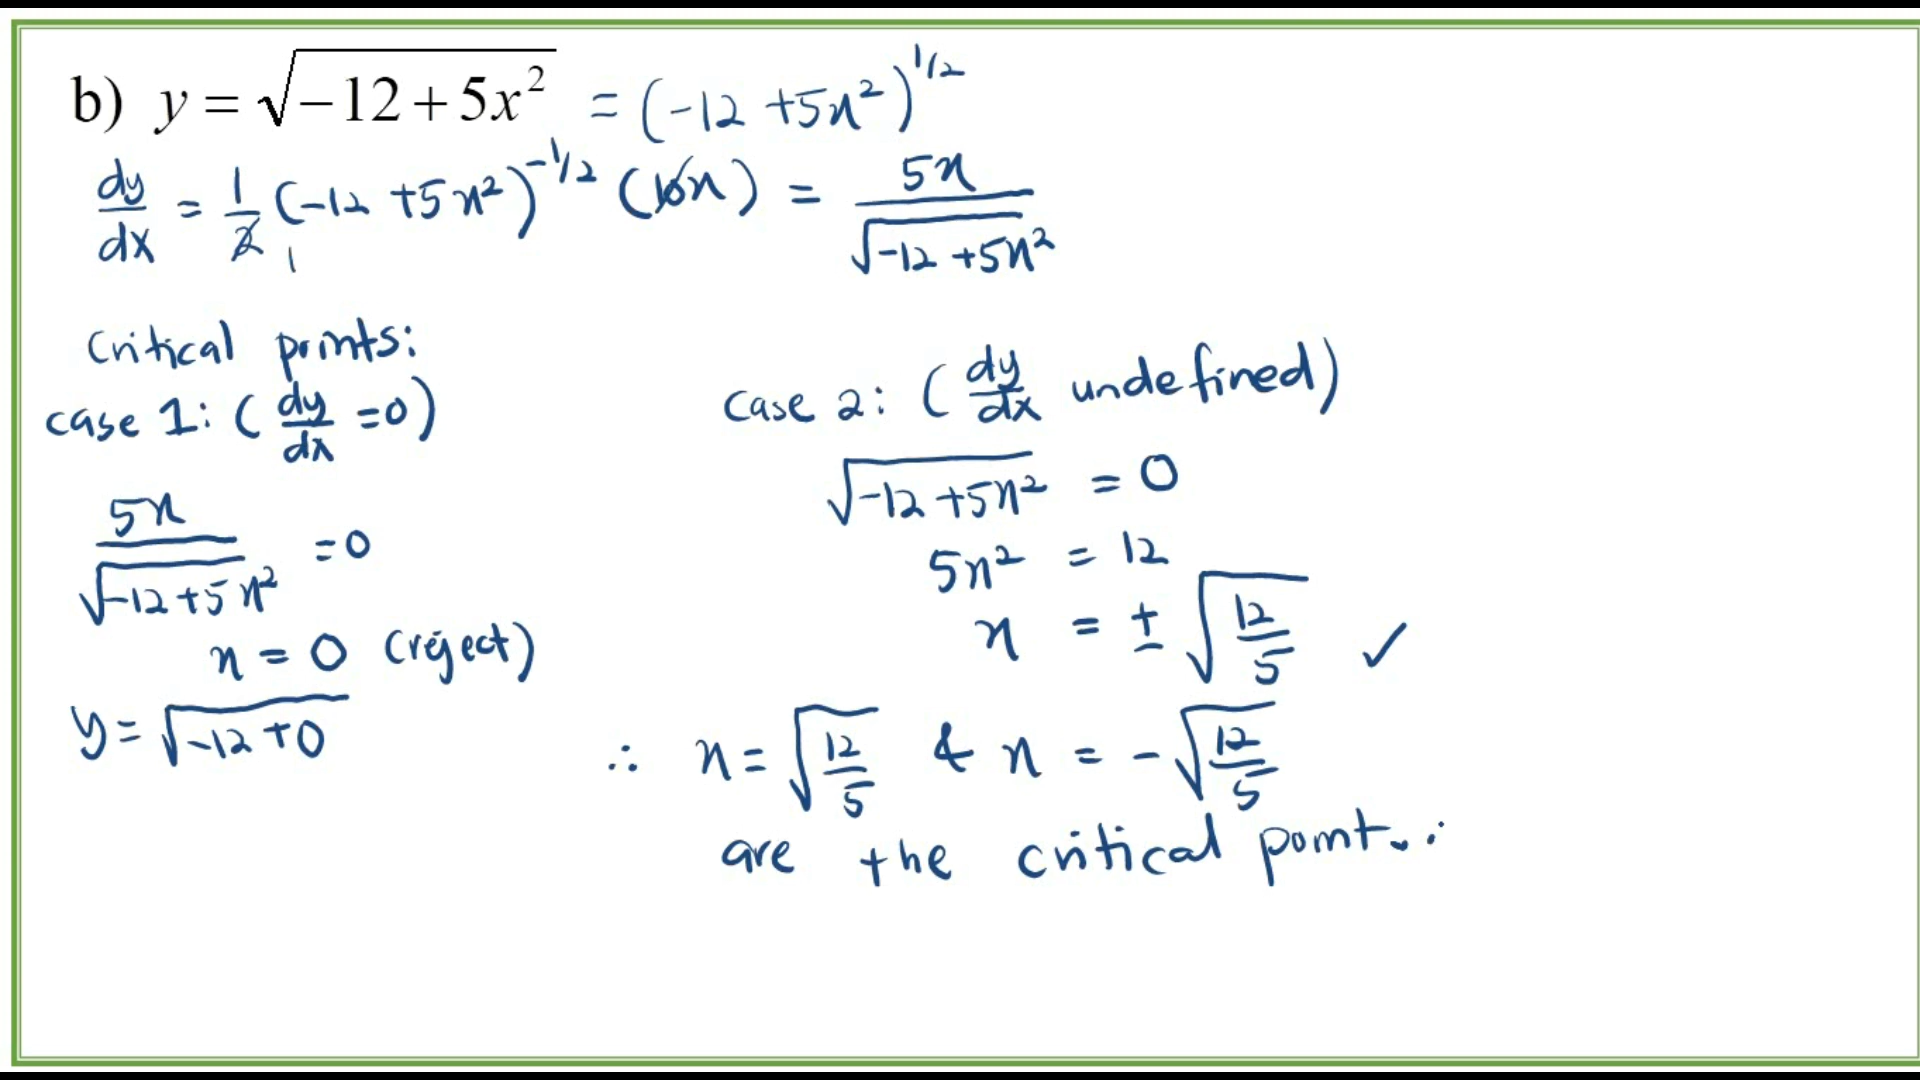 b) y = √(-12 + 5x²) = (-12 + 5x²)^1/2
dy/dx = 1/2 (-12 + 5x²)^-1/2 (10x) = 5x/√(-12 + 5x²)
1
Critical points:
case 1: (dy/dx = 0)
5x/√(-12 + 5x²) = 0
x = 0 (reject)
y = √(-12 + 0)
Case 2: (dy/dx undefined)
√(-12 + 5x²) = 0
5x² = 12
x = ± √(12/5) ✓
∴ x = √(12/5) & x = -√(12/5)
are the critical point.